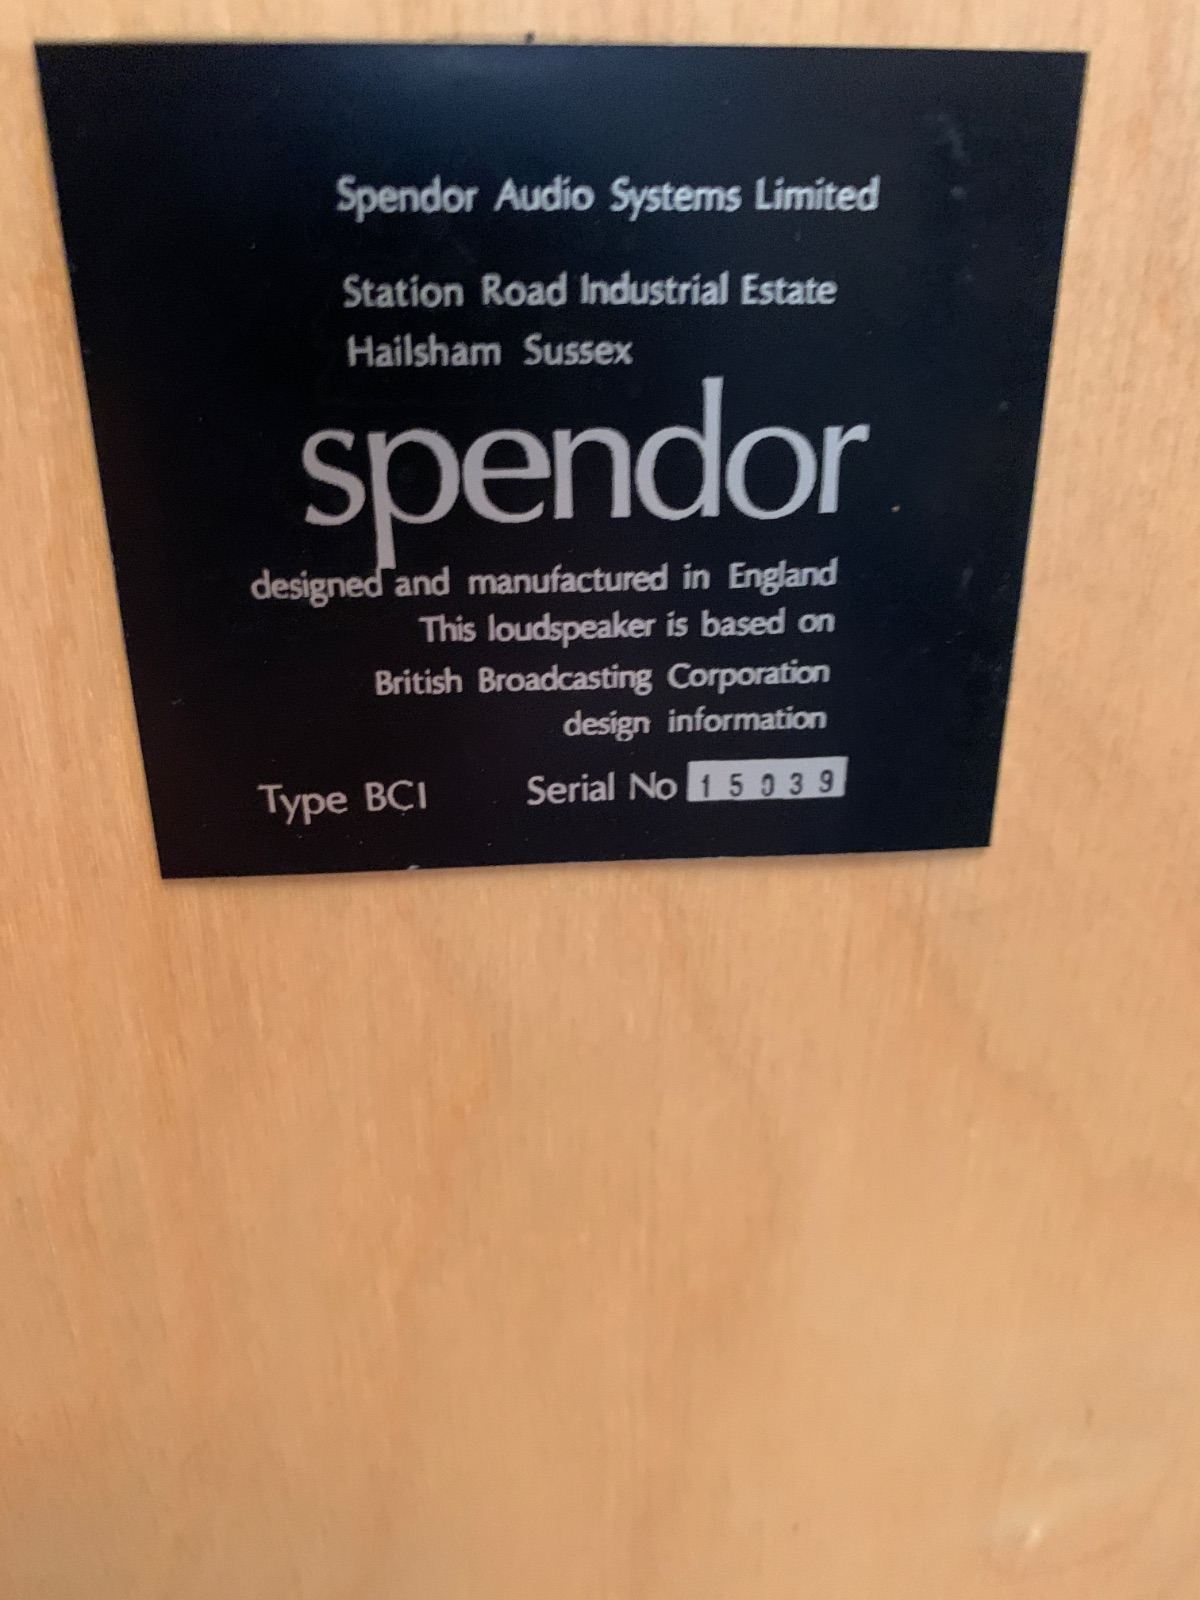 Spendor Audio Systems Limited
Station Road Industrial Estate
Hailsham Sussex
spendor
designed and manufactured in England
This loudspeaker is based on
British Broadcasting Corporation
design information
Type BC1 Serial No 15039